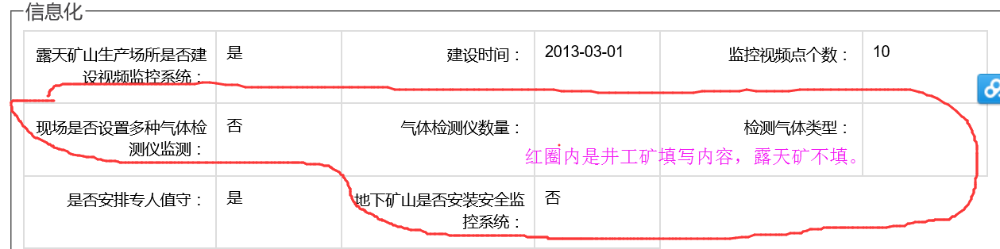 信息化
露天矿山生产场所是否建 是 建设时间： 2013-03-01 监控视频点个数： 10
设视频监控系统：
现场是否设置多种气体检 否 气体检测仪数量： 检测气体类型：
测仪监测：
红圈内是井工矿填写内容，露天矿不填。
是否安排专人值守： 是 地下矿山是否安装安全监 否
控系统：